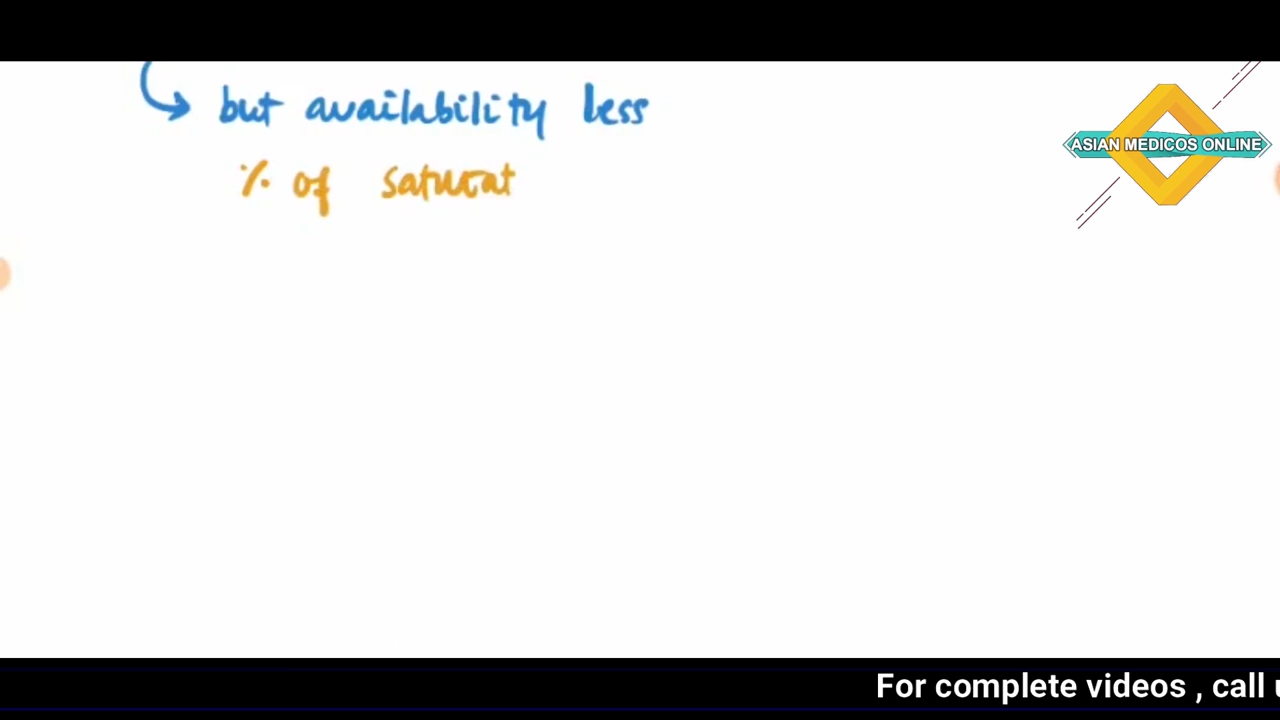 but availability less
ASIAN MEDICOS ONLINE
% of saturat
For complete videos , call u